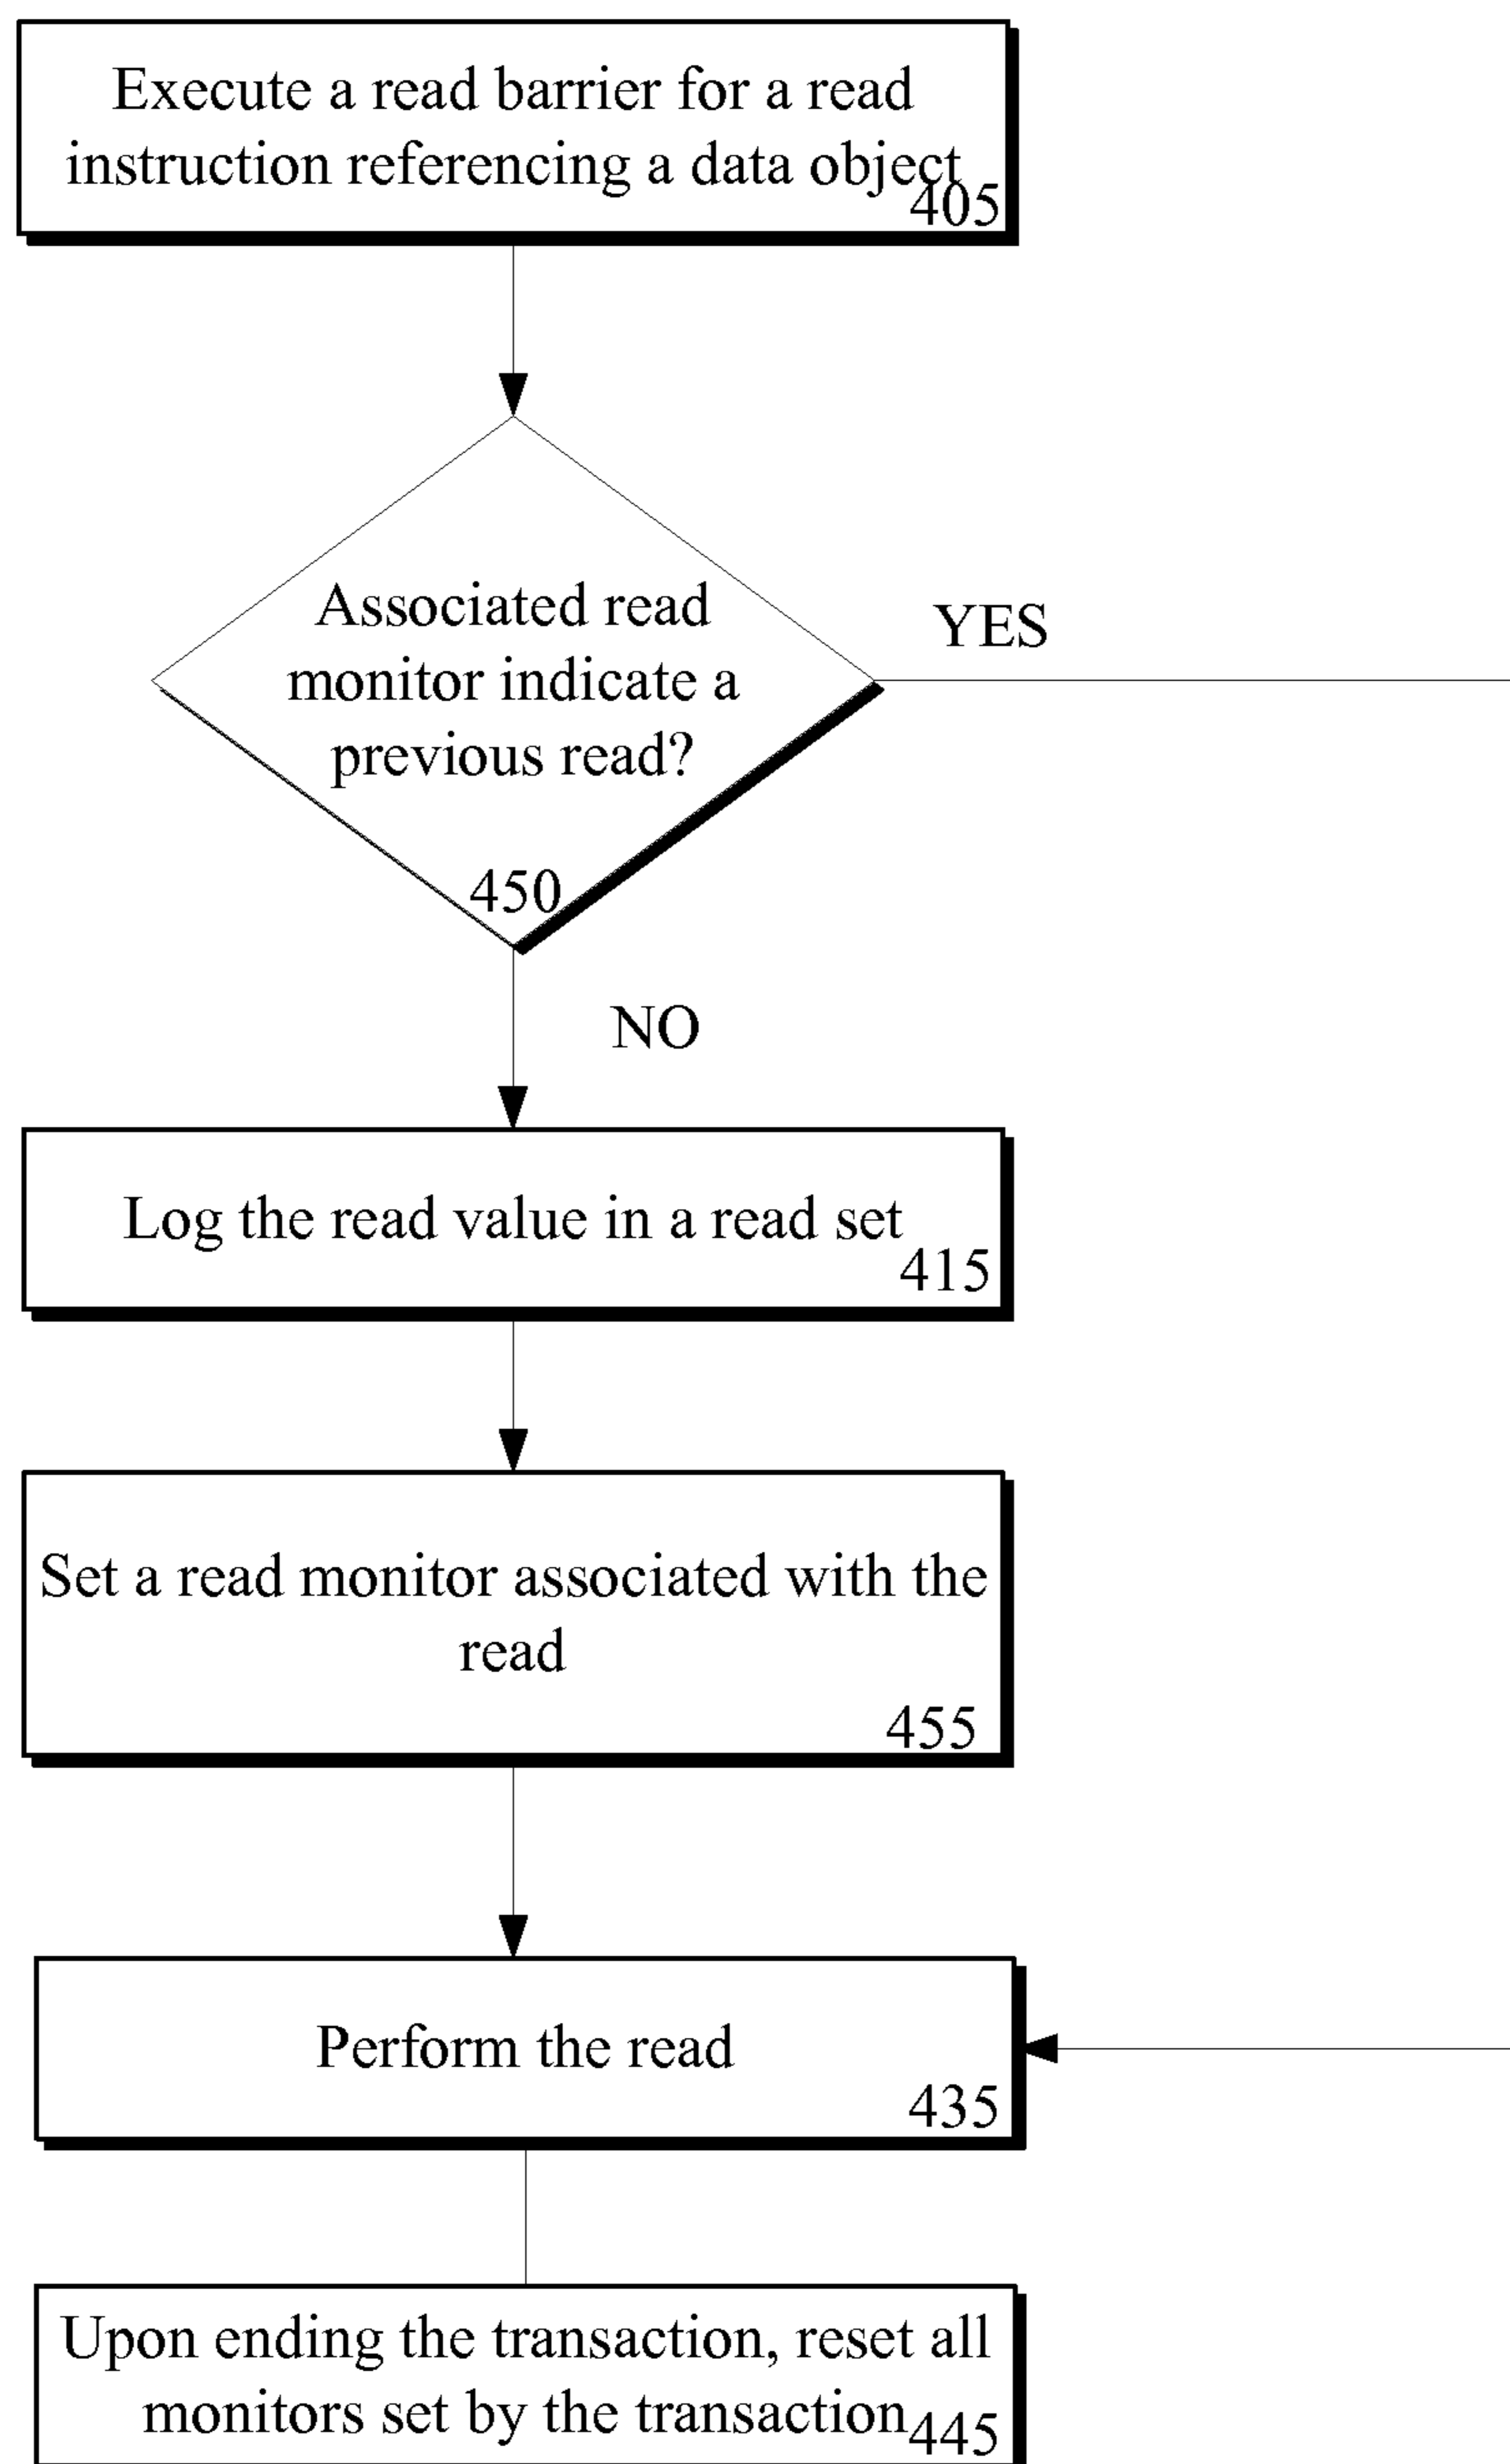 Execute a read barrier for a read
instruction referencing a data object
405
Associated read
monitor indicate a
previous read?
450
YES
NO
Log the read value in a read set
415
Set a read monitor associated with the
read
455
Perform the read
435
Upon ending the transaction, reset all
monitors set by the transaction
445